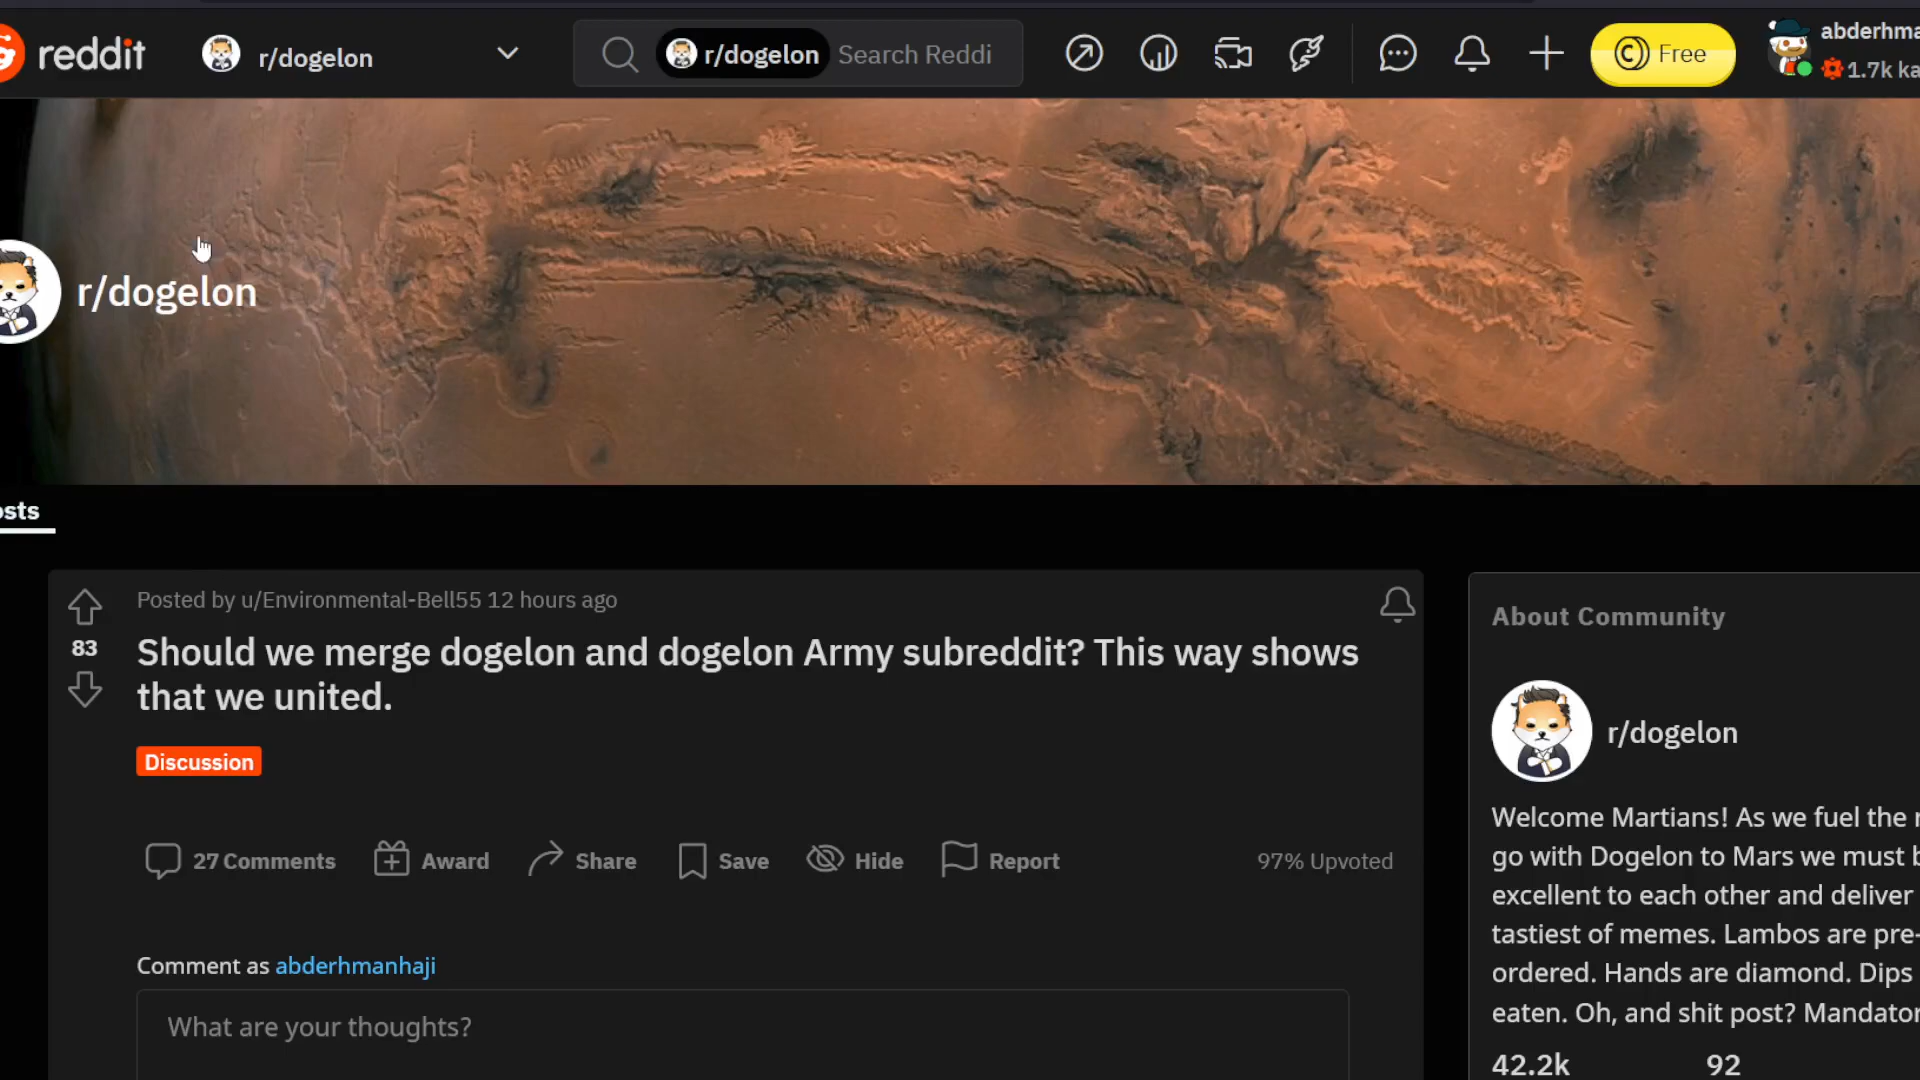 reddit
r/dogelon
r/dogelon
Search Reddi
Free
abderhma
1.7k ka
r/dogelon
osts
83
Posted by u/Environmental-Bell55 12 hours ago
Should we merge dogelon and dogelon Army subreddit? This way shows
that we united.
Discussion
27 Comments
Award
Share
Save
Hide
Report
97% Upvoted
Comment as abderhmanhaji
What are your thoughts?
About Community
r/dogelon
Welcome Martians! As we fuel the r
go with Dogelon to Mars we must b
excellent to each other and deliver
tastiest of memes. Lambos are pre-
ordered. Hands are diamond. Dips
eaten. Oh, and shit post? Mandator
42.2k
92